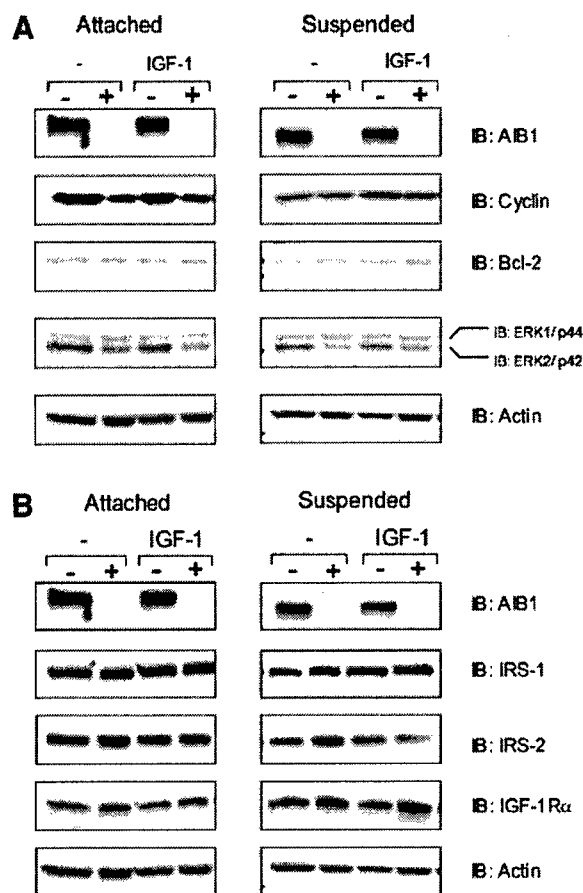 A
Attached Suspended
- IGF-1 - IGF-1
- + - + - + - +
IB: AIB1
IB: Cyclin
IB: Bcl-2
IB: ERK1/p44
IB: ERK2/p42
IB: Actin
B
Attached Suspended
- IGF-1 - IGF-1
- + - + - + - +
IB: AIB1
IB: IRS-1
IB: IRS-2
IB: IGF-1Rα
IB: Actin